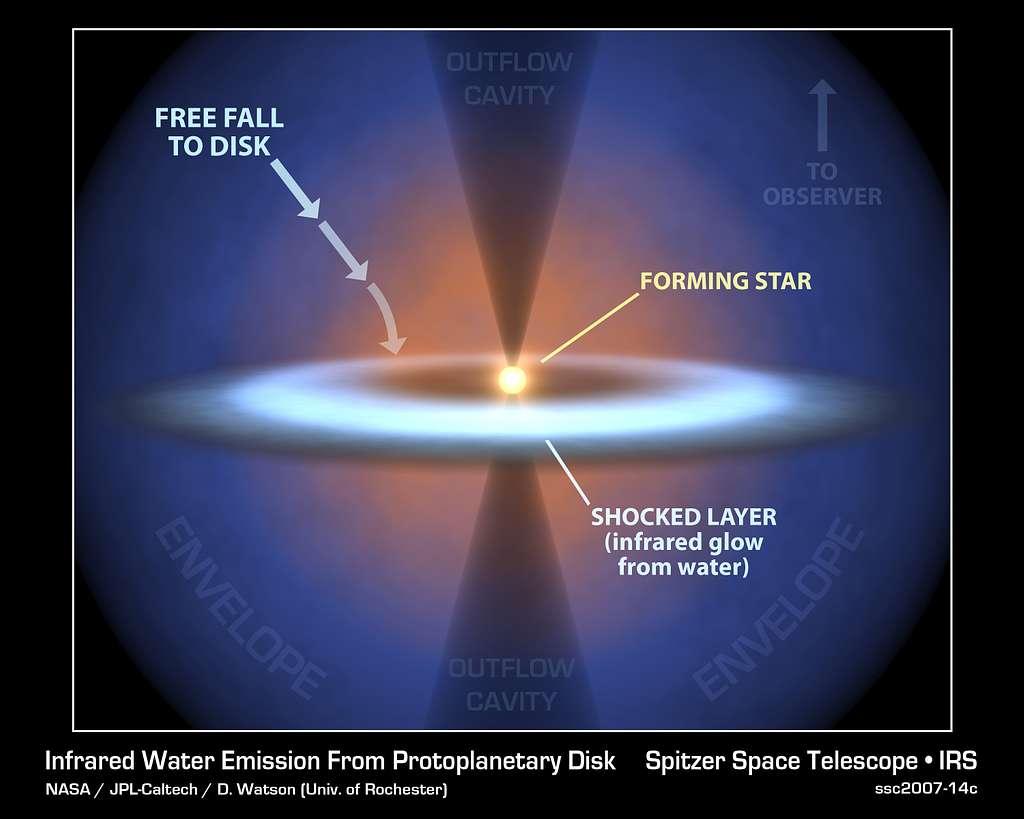 OUTFLOW
CAVITY
FREE FALL
TO DISK
TO
OBSERVER
FORMING STAR
SHOCKED LAYER
(infrared glow
from water)
ENVELOPE
ENVELOPE
OUTFLOW
CAVITY
Infrared Water Emission From Protoplanetary Disk
Spitzer Space Telescope • IRS
NASA / JPL-Caltech / D. Watson (Univ. of Rochester)
ssc2007-14c